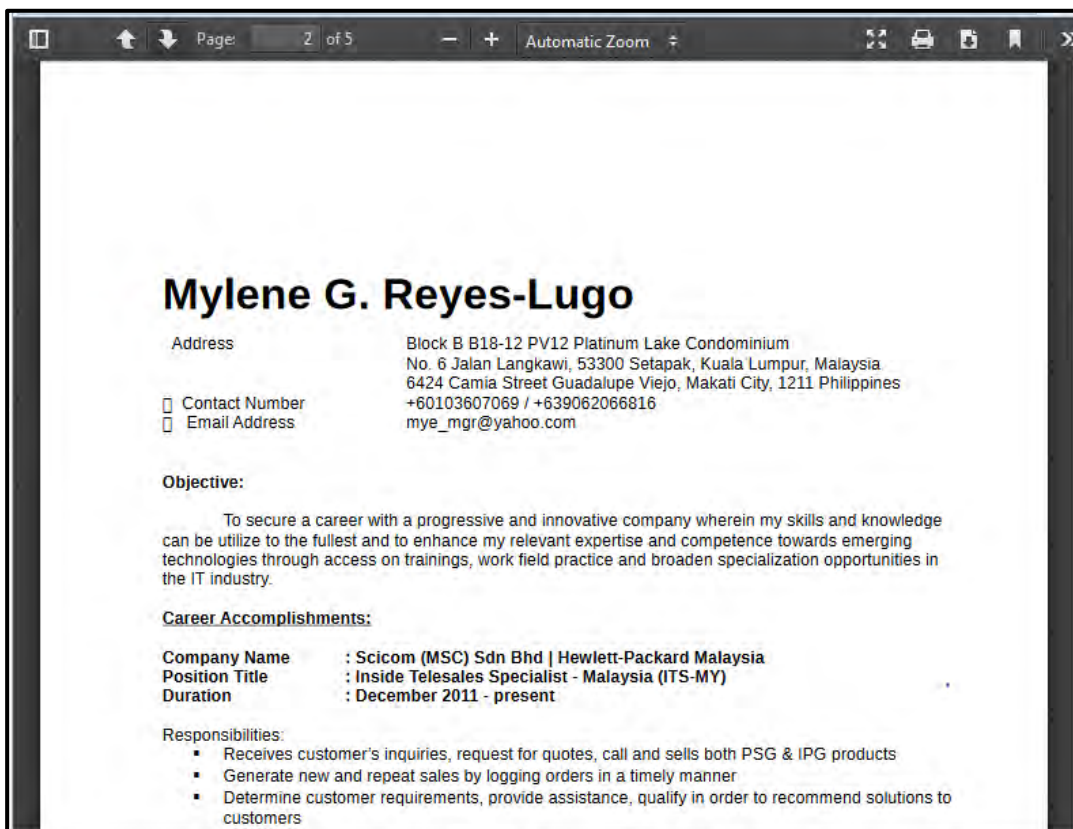 Page: 2 of 5 Automatic Zoom
Mylene G. Reyes-Lugo
Address Block B B18-12 PV12 Platinum Lake Condominium
No. 6 Jalan Langkawi, 53300 Setapak, Kuala Lumpur, Malaysia
6424 Camia Street Guadalupe Viejo, Makati City, 1211 Philippines
Contact Number +60103607069 / +639062066816
Email Address mye_mgr@yahoo.com
Objective:
To secure a career with a progressive and innovative company wherein my skills and knowledge
can be utilize to the fullest and to enhance my relevant expertise and competence towards emerging
technologies through access on trainings, work field practice and broaden specialization opportunities in
the IT industry.
Career Accomplishments:
Company Name : Scicom (MSC) Sdn Bhd | Hewlett-Packard Malaysia
Position Title : Inside Telesales Specialist - Malaysia (ITS-MY)
Duration : December 2011 - present
Responsibilities:
▪ Receives customer's inquiries, request for quotes, call and sells both PSG & IPG products
▪ Generate new and repeat sales by logging orders in a timely manner
▪ Determine customer requirements, provide assistance, qualify in order to recommend solutions to
customers